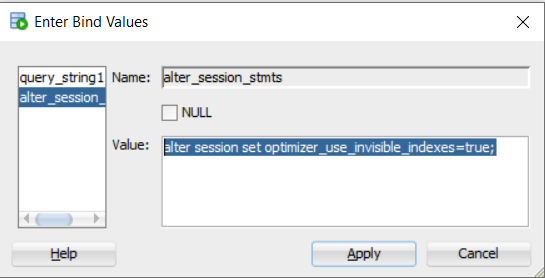 Enter Bind Values
query_string1
alter_session_
Name:
alter_session_stmts
NULL
Value:
alter session set optimizer_use_invisible_indexes=true;
Help
Apply
Cancel